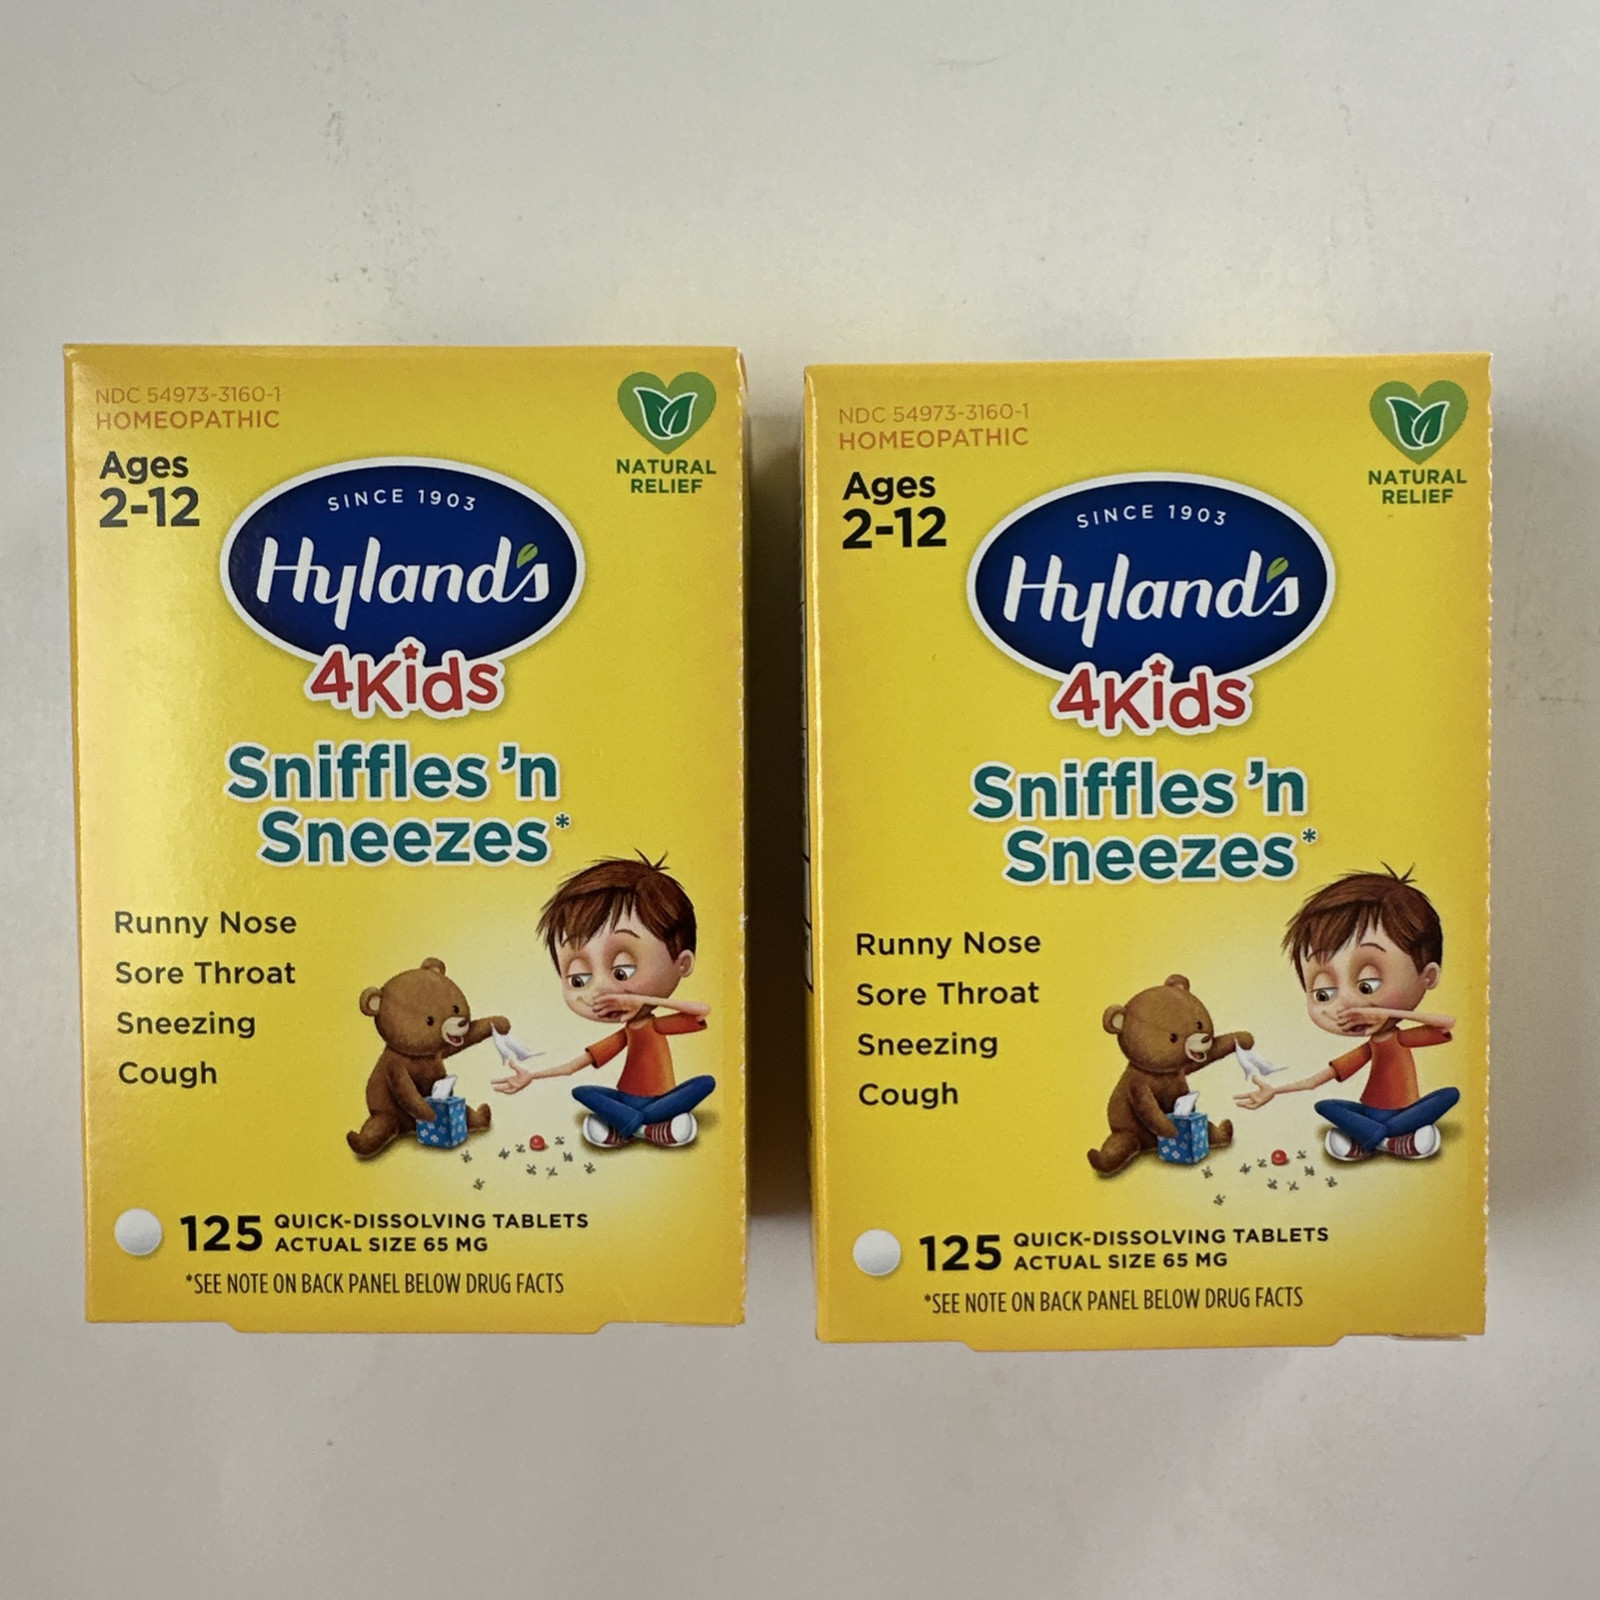 NDC 54973-3160-1
HOMEOPATHIC
NATURAL
RELIEF
Ages
2-12
SINCE 1903
Hyland's
4Kids
Sniffles 'n
Sneezes*
Runny Nose
Sore Throat
Sneezing
Cough
125 QUICK-DISSOLVING TABLETS
ACTUAL SIZE 65 MG
*SEE NOTE ON BACK PANEL BELOW DRUG FACTS
NDC 54973-3160-1
HOMEOPATHIC
NATURAL
RELIEF
Ages
2-12
SINCE 1903
Hyland's
4Kids
Sniffles 'n
Sneezes*
Runny Nose
Sore Throat
Sneezing
Cough
125 QUICK-DISSOLVING TABLETS
ACTUAL SIZE 65 MG
*SEE NOTE ON BACK PANEL BELOW DRUG FACTS